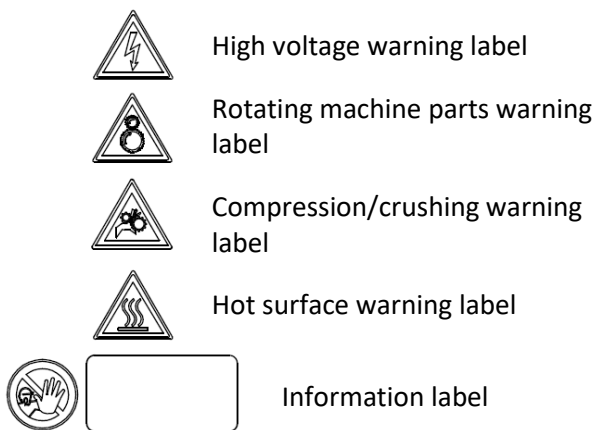 High voltage warning label
Rotating machine parts warning
label
Compression/crushing warning
label
Hot surface warning label
Information label